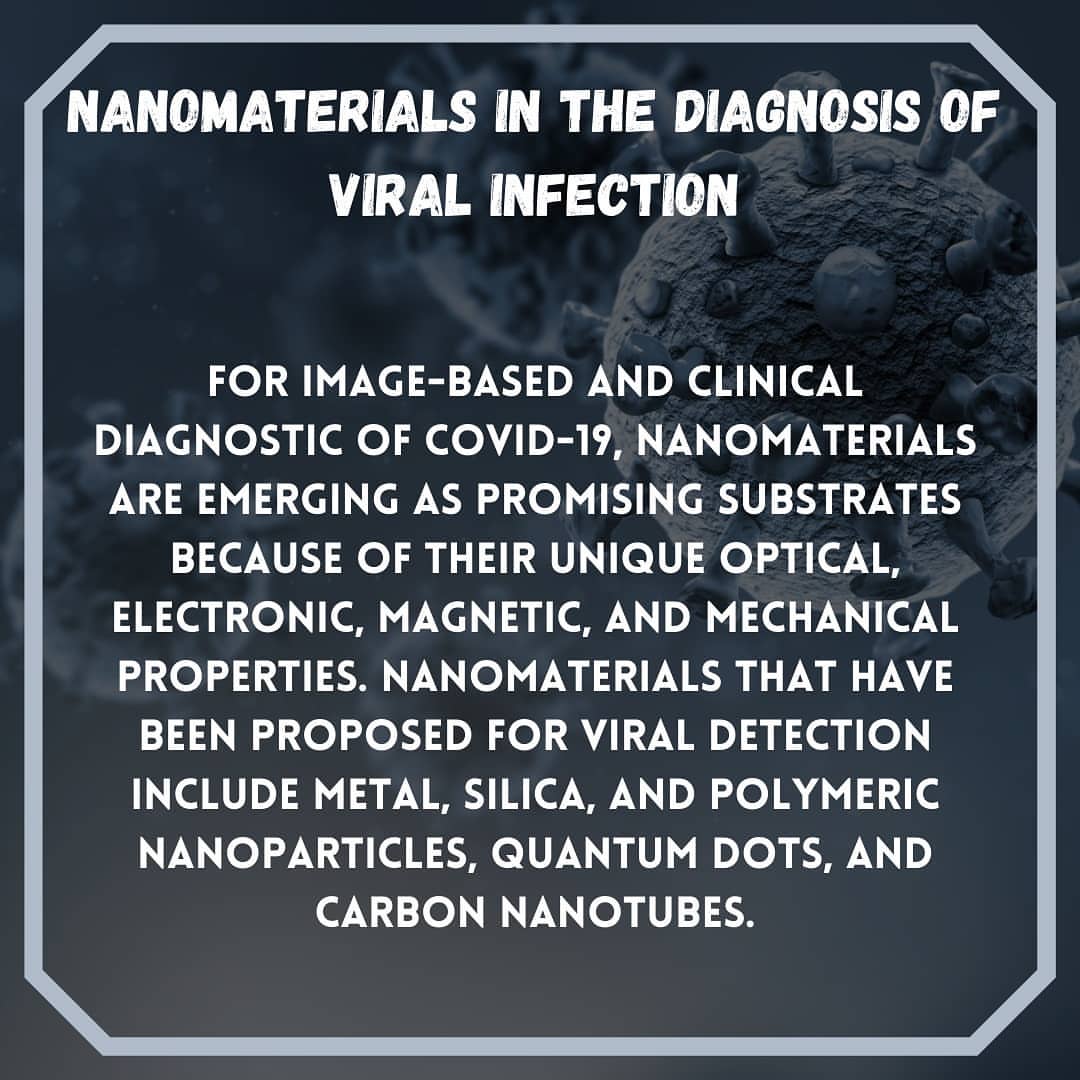 NANOMATERIALS IN THE DIAGNOSIS OF
VIRAL INFECTION
FOR IMAGE-BASED AND CLINICAL
DIAGNOSTIC OF COVID-19, NANOMATERIALS
ARE EMERGING AS PROMISING SUBSTRATES
BECAUSE OF THEIR UNIQUE OPTICAL,
ELECTRONIC, MAGNETIC, AND MECHANICAL
PROPERTIES. NANOMATERIALS THAT HAVE
BEEN PROPOSED FOR VIRAL DETECTION
INCLUDE METAL, SILICA, AND POLYMERIC
NANOPARTICLES, QUANTUM DOTS, AND
CARBON NANOTUBES.